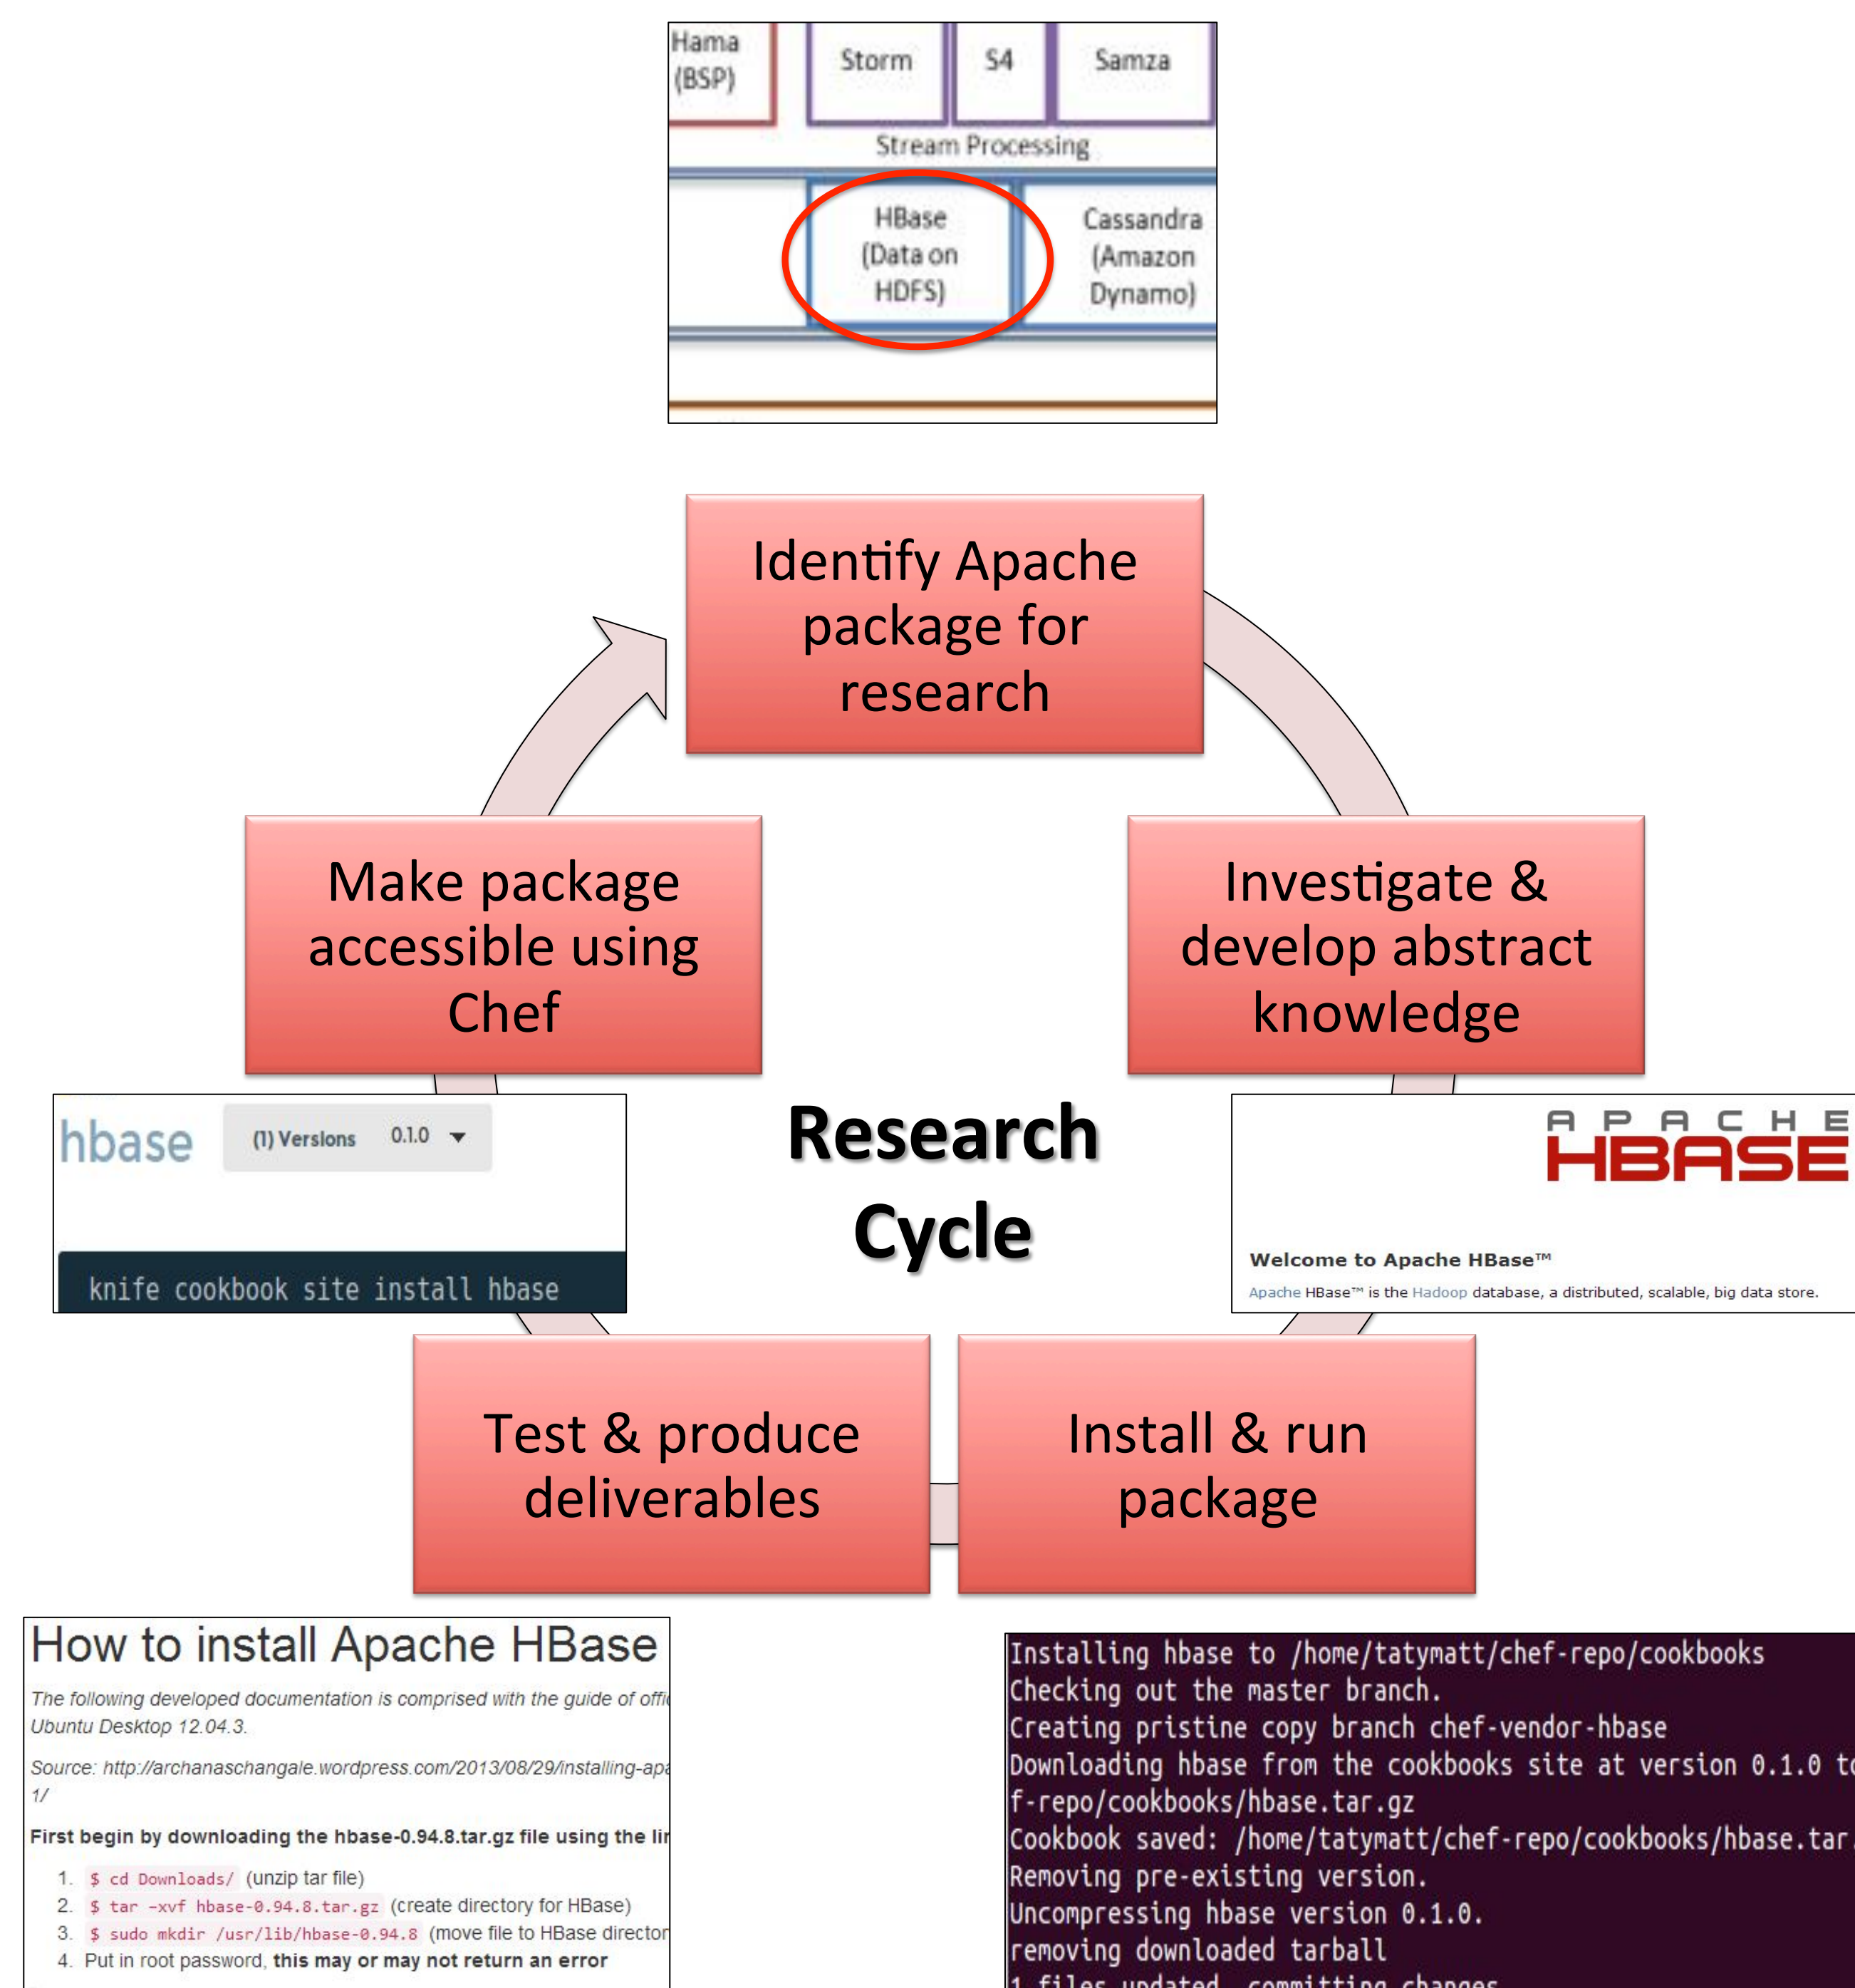 Hama
(BSP)
Storm
S4
Samza
Stream Processing
HBase
(Data on
HDFS)
Cassandra
(Amazon
Dynamo)
Identify Apache
package for
research
Make package
accessible using
Chef
Investigate &
develop abstract
knowledge
hbase
(1) Versions 0.1.0
knife cookbook site install hbase
Research
Cycle
APACHE
HBASE
Welcome to Apache HBase™
Apache HBase™ is the Hadoop database, a distributed, scalable, big data store.
Test & produce
deliverables
Install & run
package
How to install Apache HBase
The following developed documentation is comprised with the guide of
Ubuntu Desktop 12.04.3.
Source: http://archanaschangale.wordpress.com/2013/08/29/installing-apa
1/
First begin by downloading the hbase-0.94.8.tar.gz file using the
1. $ cd Downloads/ (unzip tar file)
2. $ tar -xvf hbase-0.94.8.tar.gz (create directory for HBase)
3. $ sudo mkdir /usr/lib/hbase-0.94.8 (move file to HBase director
4. Put in root password, this may or may not return an error
Installing hbase to /home/tatymatt/chef-repo/cookbooks
Checking out the master branch.
Creating pristine copy branch chef-vendor-hbase
Downloading hbase from the cookbooks site at version 0.1.0 to
f-repo/cookbooks/hbase.tar.gz
Cookbook saved: /home/tatymatt/chef-repo/cookbooks/hbase.tar.
Removing pre-existing version.
Uncompressing hbase version 0.1.0.
removing downloaded tarball
1 files updated, committing changes